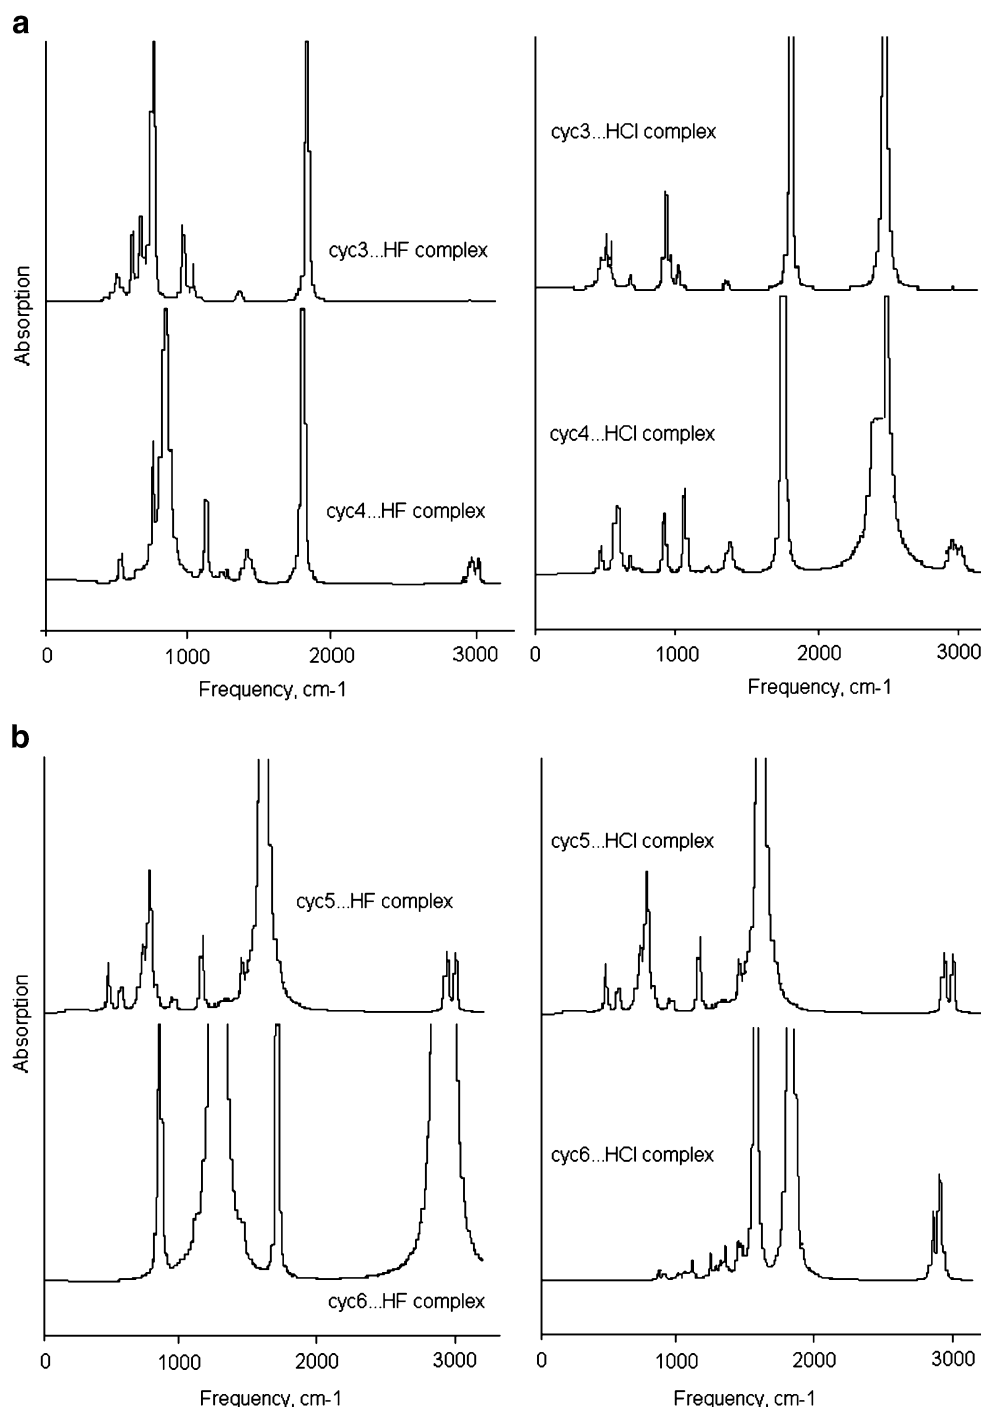 a
Absorption
cyc3...HF complex
cyc4...HF complex
0 1000 2000 3000
Frequency, cm-1
cyc3...HCl complex
cyc4...HCl complex
0 1000 2000 3000
Frequency, cm-1
b
Absorption
cyc5...HF complex
cyc6...HF complex
0 1000 2000 3000
Frequency, cm-1
cyc5...HCl complex
cyc6...HCl complex
0 1000 2000 3000
Frequency, cm-1